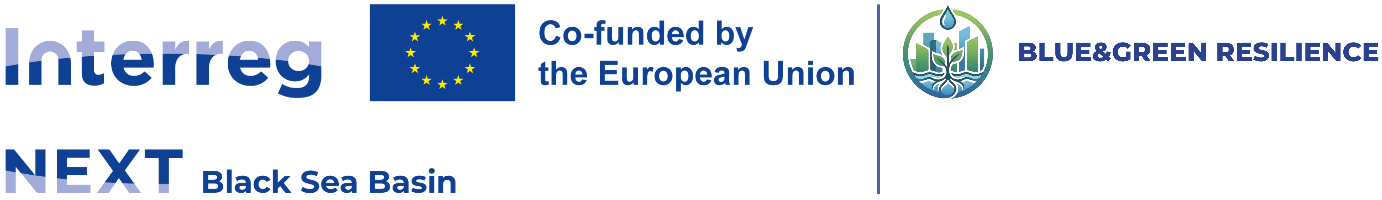 Interreg
Co-funded by
the European Union
NEXT Black Sea Basin
BLUE&GREEN RESILIENCE